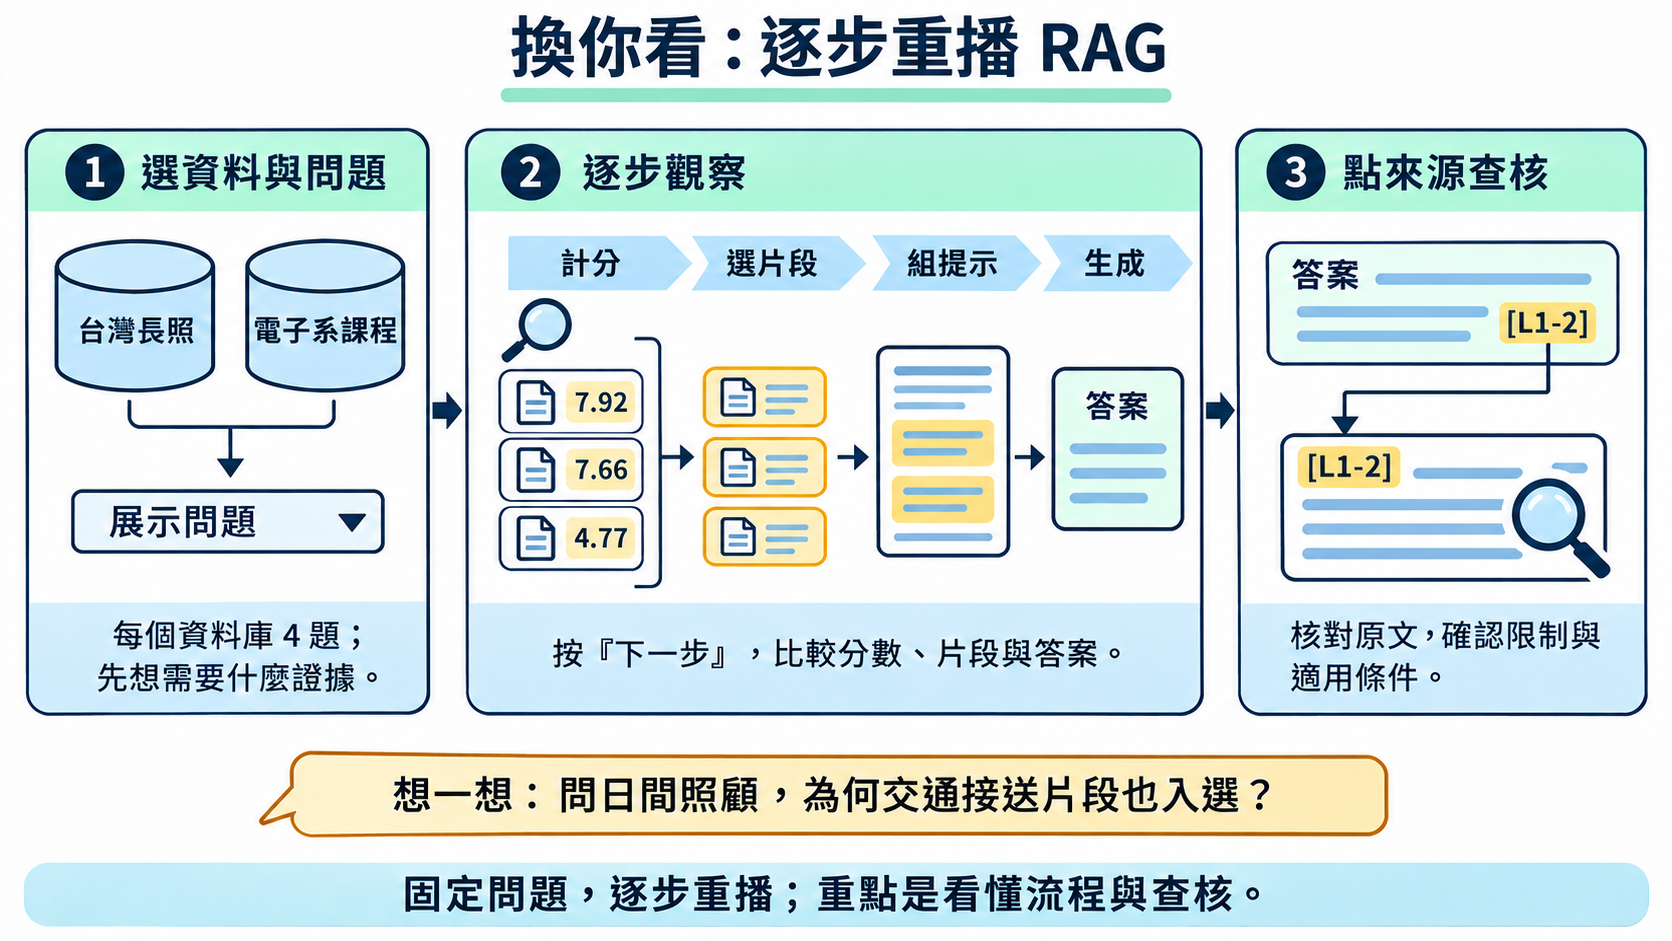 換你看：逐步重播 RAG
1 選資料與問題
台灣長照
電子系課程
展示問題
每個資料庫 4 題；
先想需要什麼證據。
2 逐步觀察
計分
選片段
組提示
生成
7.92
7.66
4.77
答案
按『下一步』，比較分數、片段與答案。
3 點來源查核
答案
[L1-2]
[L1-2]
核對原文，確認限制與
適用條件。
想一想：問日間照顧，為何交通接送片段也入選？
固定問題，逐步重播；重點是看懂流程與查核。